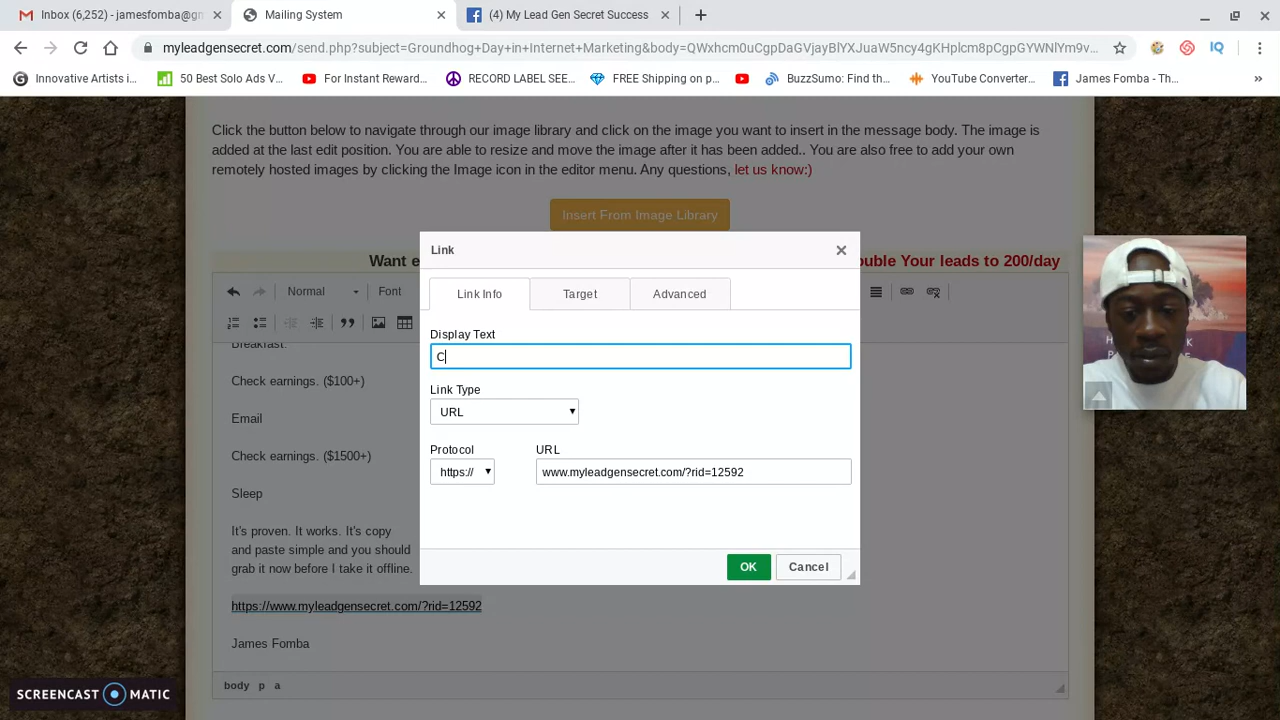 Inbox (6,252) - jamesfomba@gn
Mailing System
(4) My Lead Gen Secret Success
myleadgensecret.com/send.php?subject=Groundhog+Day+in+Internet+Marketing&body=QWxhcm0uCgpDaGVjayBlYXJuaW5ncy4gKHplcm8pCgpGYWNlYm9v...
Innovative Artists i
50 Best Solo Ads V...
For Instant Reward...
RECORD LABEL SEE...
FREE Shipping on p...
BuzzSumo: Find th...
YouTube Converter...
James Fomba - Th...
Click the button below to navigate through our image library and click on the image you want to insert in the message body. The image is
added at the last edit position. You are able to resize and move the image after it has been added.. You are also free to add your own
remotely hosted images by clicking the Image icon in the editor menu. Any questions, let us know:)
Insert From Image Library
Want e
ouble Your leads to 200/day
Normal
Font
Link
Link Info
Target
Advanced
Display Text
C
Link Type
URL
Protocol
URL
https://
www.myleadgensecret.com/?rid=12592
OK
Cancel
Breakfast.
Check earnings. ($100+)
Email
Check earnings. ($1500+)
Sleep
It's proven. It works. It's copy
and paste simple and you should
grab it now before I take it offline.
https://www.myleadgensecret.com/?rid=12592
James Fomba
body p a
SCREENCAST MATIC